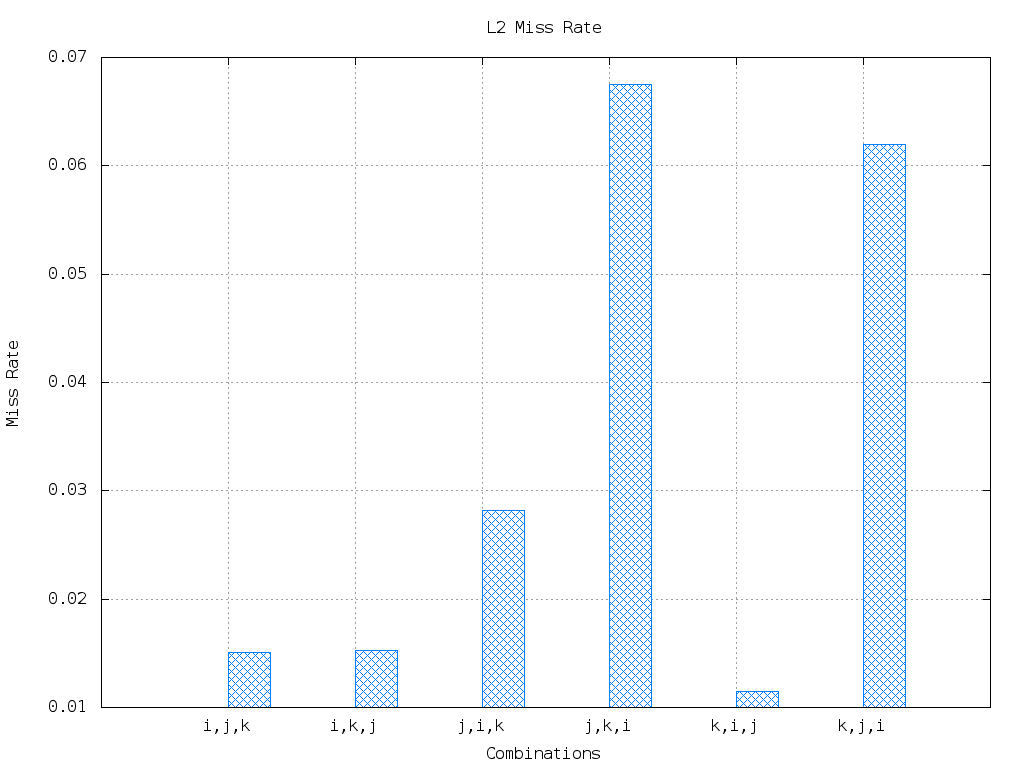 L2 Miss Rate
0.07
0.06
0.05
0.04
0.03
0.02
0.01
Miss Rate
i,j,k i,k,j j,i,k j,k,i k,i,j k,j,i
Combinations